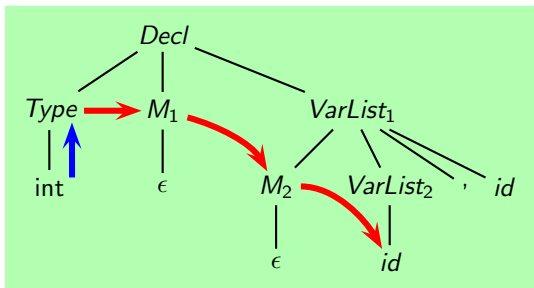 Decl
Type M₁ VarList₁
int ϵ M₂ VarList₂ , id
ϵ id